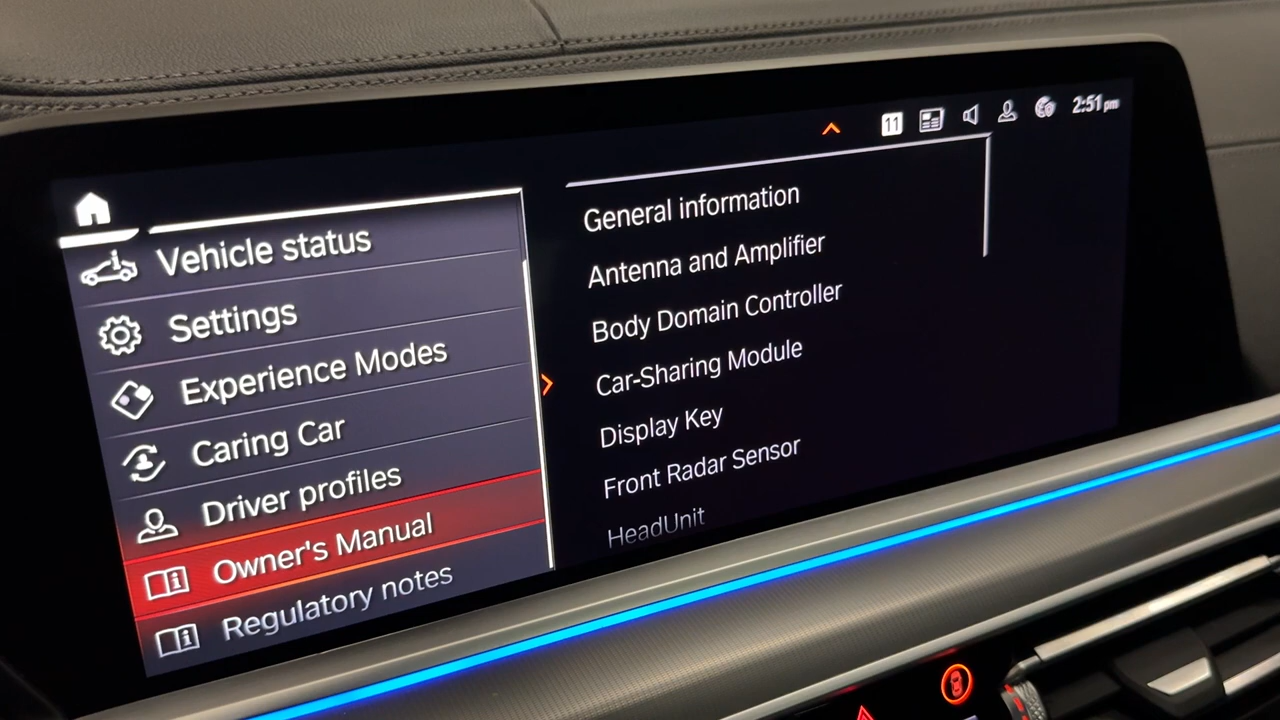 11
2:51 pm
Vehicle status
Settings
Experience Modes
Caring Car
Driver profiles
Owner's Manual
Regulatory notes
General information
Antenna and Amplifier
Body Domain Controller
Car-Sharing Module
Display Key
Front Radar Sensor
HeadUnit